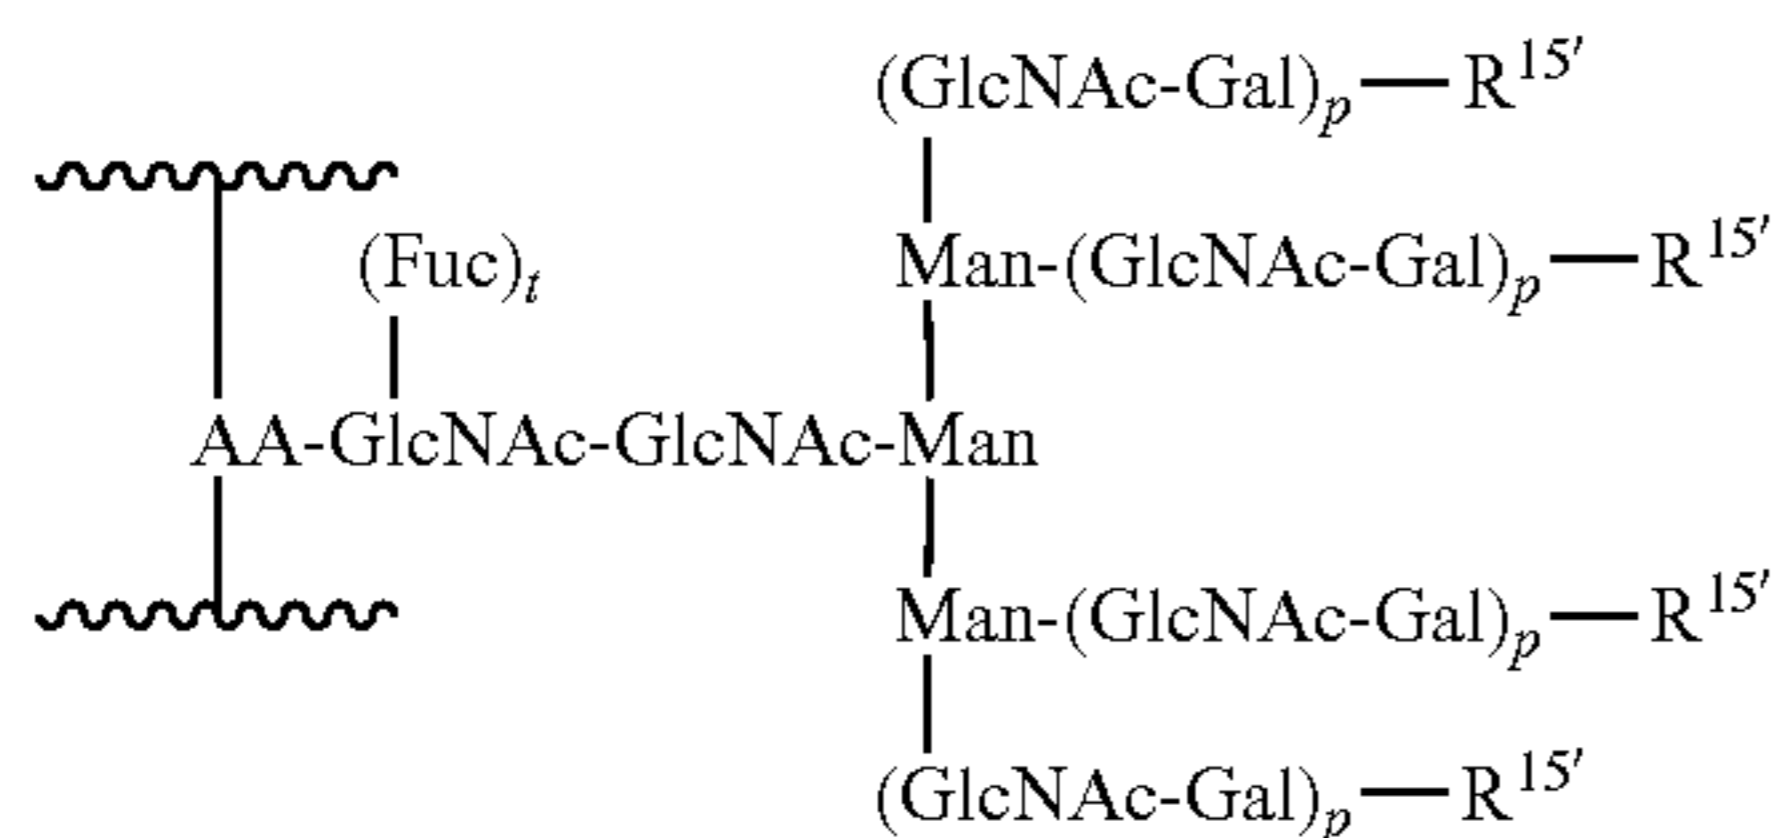 (GlcNAc-Gal)p—R15'
Man-(GlcNAc-Gal)p—R15'
(Fuc)t
AA-GlcNAc-GlcNAc-Man
Man-(GlcNAc-Gal)p—R15'
(GlcNAc-Gal)p—R15'